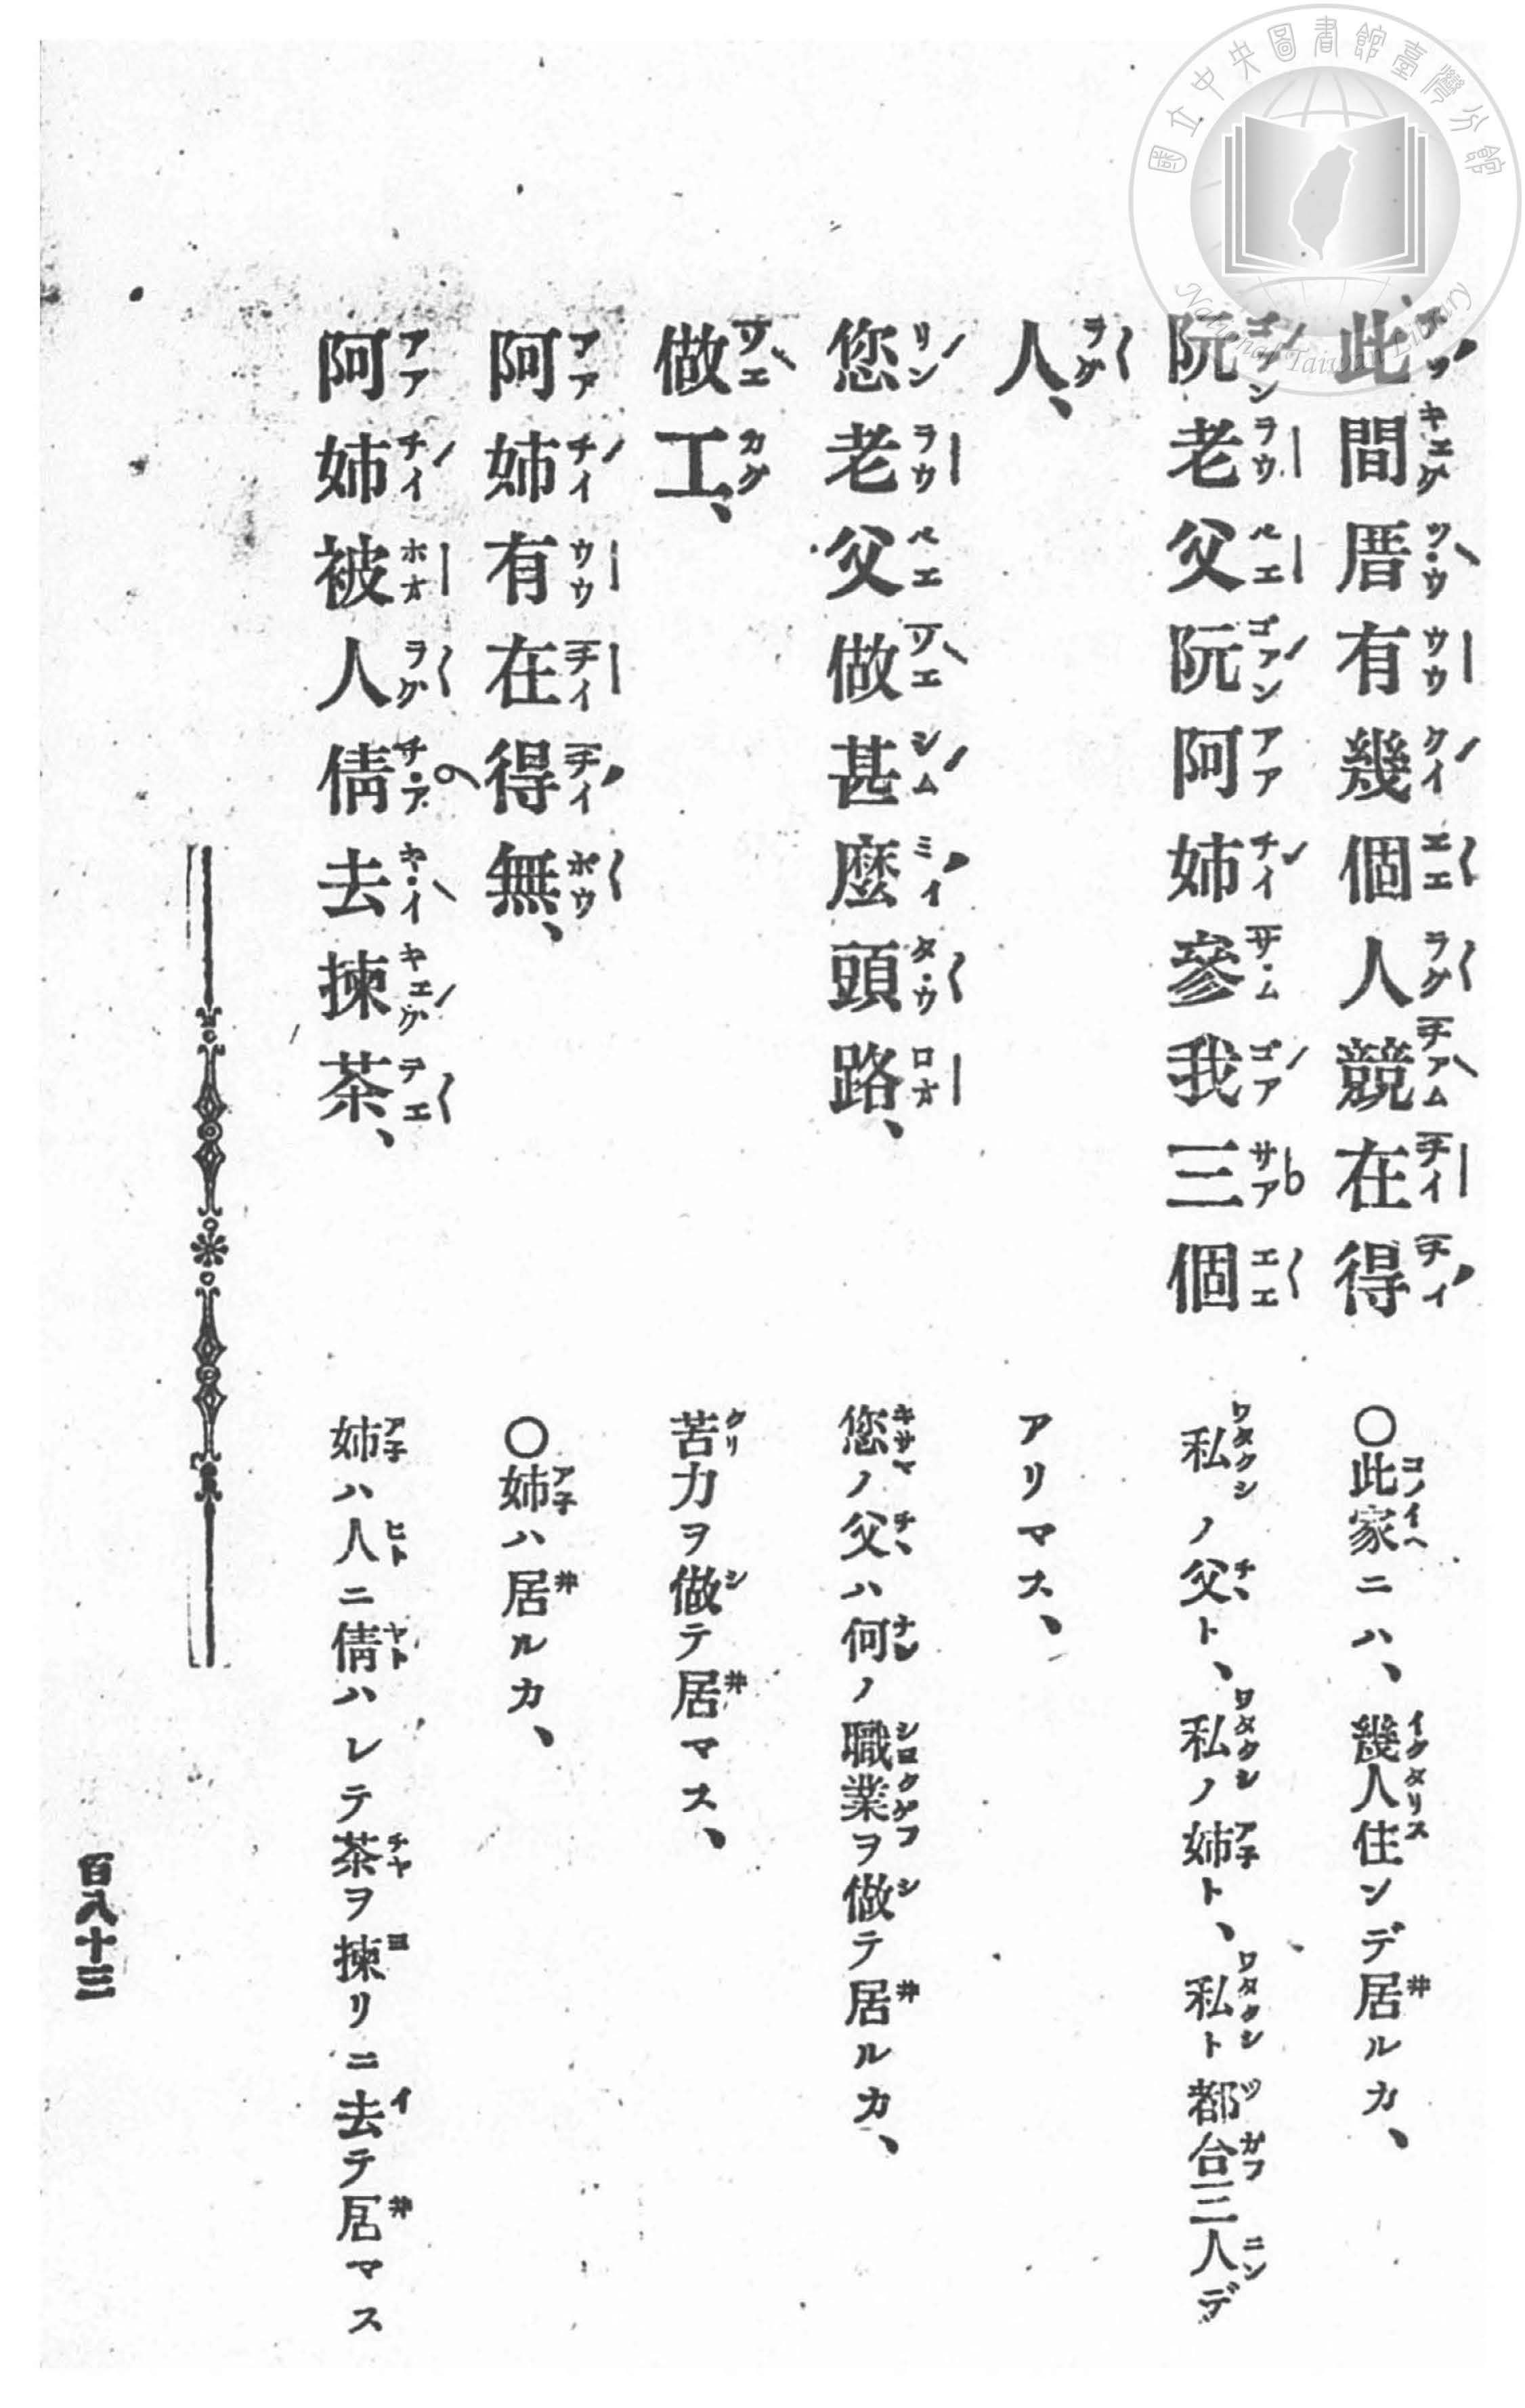 此間厝有幾個人競在得
○此家ニハ、幾人住ンデ居ルカ、
阮老父阮阿姉參我三個
人、
私ノ父ト、私ノ姉ト、私ト都合三人デ
アリマス、
您老父做甚麼頭路、
您ノ父ハ何ノ職業ヲ做テ居ルカ、
做工、
苦力ヲ做テ居マス、
阿姉有在得無、
○姉ハ居ルカ、
阿姉被人倩去揀茶、
姉ハ人ニ倩ハレテ茶ヲ揀リニ去テ居マス
百八十三
國立中央圖書館臺灣分館
National Taiwan Library